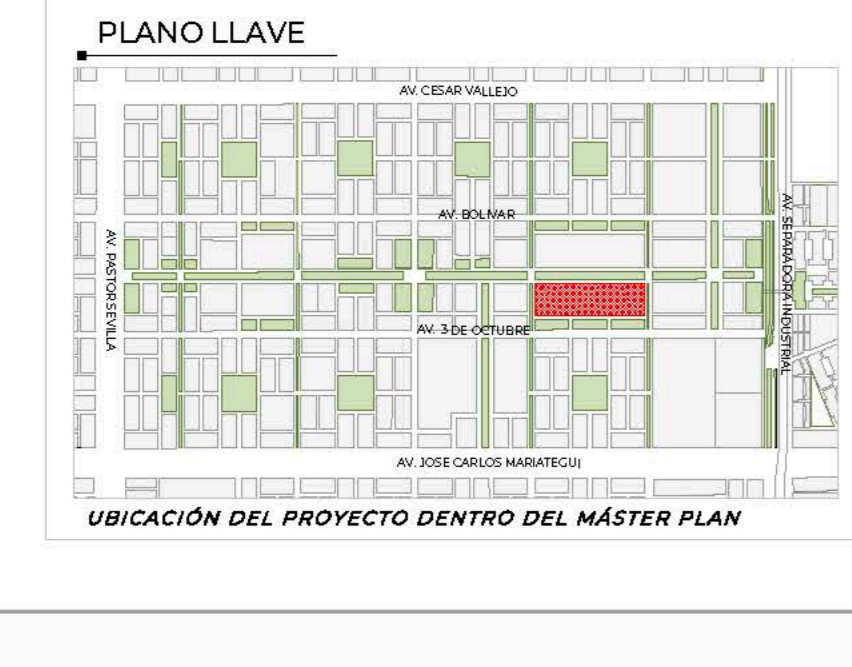 PLANO LLAVE
AV. CESAR VALLEJO
AV. BOLIVAR
AV. PASTOR SEVILLA
AV. SEPARADORA INDUSTRIAL
AV. 3 DE OCTUBRE
AV. JOSE CARLOS MARIATEGUI
UBICACIÓN DEL PROYECTO DENTRO DEL MÁSTER PLAN